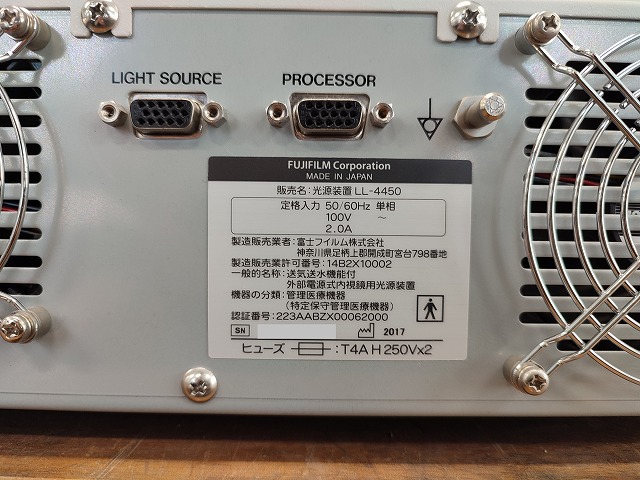 LIGHT SOURCE
PROCESSOR
FUJIFILM Corporation
MADE IN JAPAN
販売名：光源装置 LL-4450
定格入力 50/60Hz 単相
100V ～
2.0A
製造販売業者：富士フイルム株式会社
神奈川県足柄上郡開成町宮台798番地
製造販売業許可番号：14B2X10002
一般的名称：送気送水機能付
外部電源式内視鏡用光源装置
機器の分類：管理医療機器
（特定保守管理医療機器）
認証番号：223AABZX00062000
SN
2017
ヒューズ ：T4A H 250Vx2